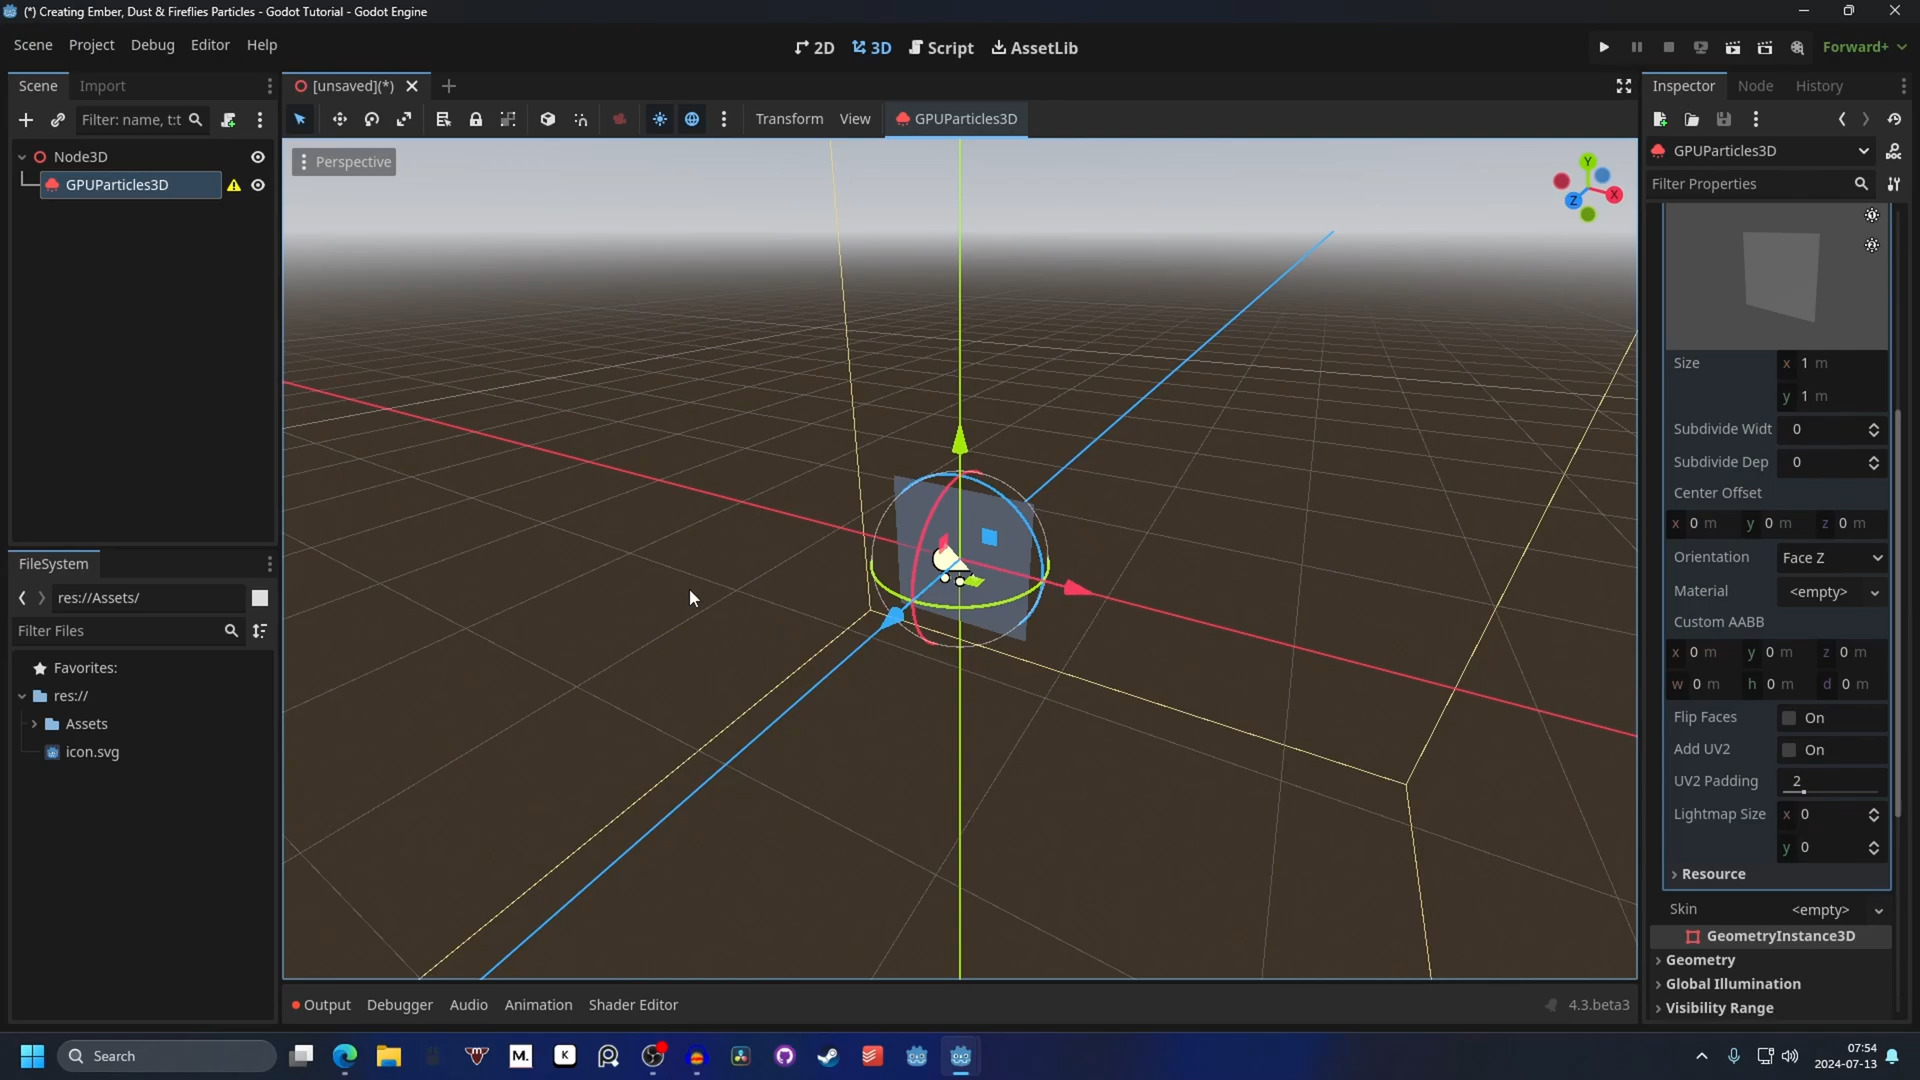 (*) Creating Ember, Dust & Fireflies Particles - Godot Tutorial - Godot Engine
Scene Project Debug Editor Help
2D 3D Script AssetLib
Forward+
Scene Import
Filter: name, t:t
Node3D
GPUParticles3D
FileSystem
res://Assets/
Filter Files
Favorites:
res://
Assets
icon.svg
[unsaved](*)
Transform View GPUParticles3D
Perspective
Y
X
Z
Output Debugger Audio Animation Shader Editor
4.3.beta3
Inspector Node History
GPUParticles3D
DOC
Filter Properties
Size x 1 m
y 1 m
Subdivide Widt 0
Subdivide Dep 0
Center Offset
x 0 m y 0 m z 0 m
Orientation Face Z
Material <empty>
Custom AABB
x 0 m y 0 m z 0 m
w 0 m h 0 m d 0 m
Flip Faces On
Add UV2 On
UV2 Padding 2
Lightmap Size x 0
y 0
Resource
Skin <empty>
GeometryInstance3D
Geometry
Global Illumination
Visibility Range
Search
M.
K
07:54
2024-07-13